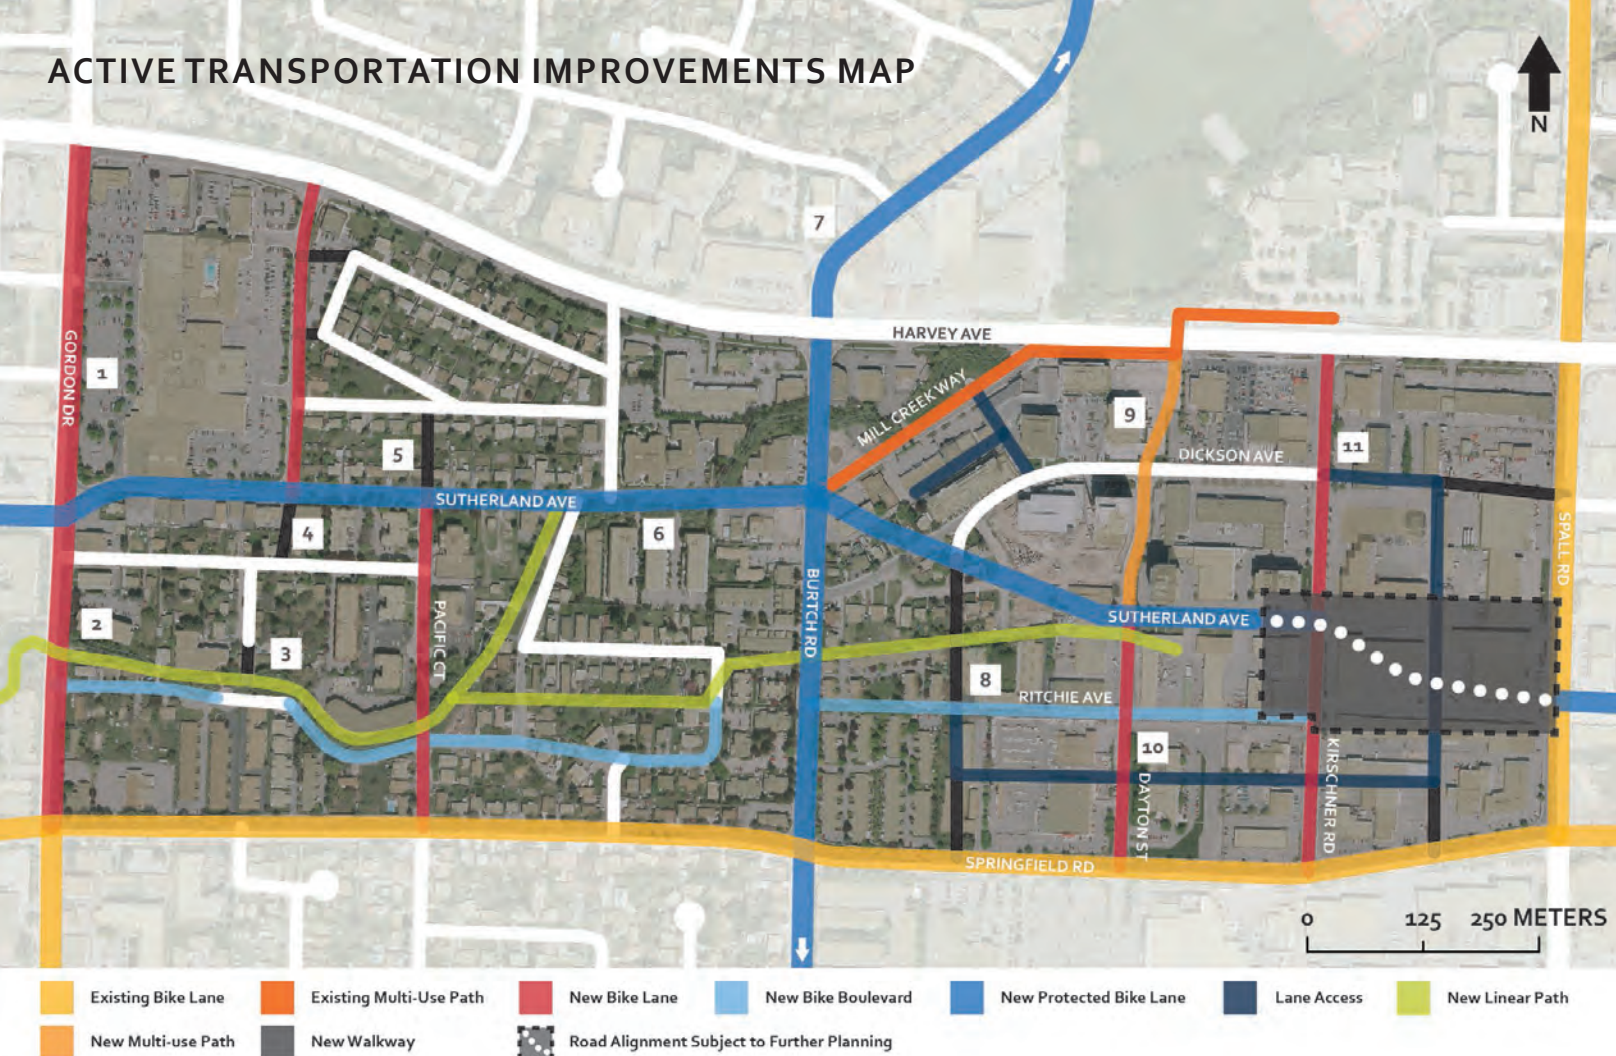 ACTIVE TRANSPORTATION IMPROVEMENTS MAP
N
7
HARVEY AVE
GORDON DR
1
MILL CREEK WAY
9
11
DICKSON AVE
5
SUTHERLAND AVE
4
6
SPALL RD
BURTCH RD
PACIFIC CT
2
3
SUTHERLAND AVE
8
RITCHIE AVE
10
DAYTON ST
KIRSCHNER RD
SPRINGFIELD RD
0 125 250 METERS
Existing Bike Lane
Existing Multi-Use Path
New Bike Lane
New Bike Boulevard
New Protected Bike Lane
Lane Access
New Linear Path
New Multi-use Path
New Walkway
Road Alignment Subject to Further Planning